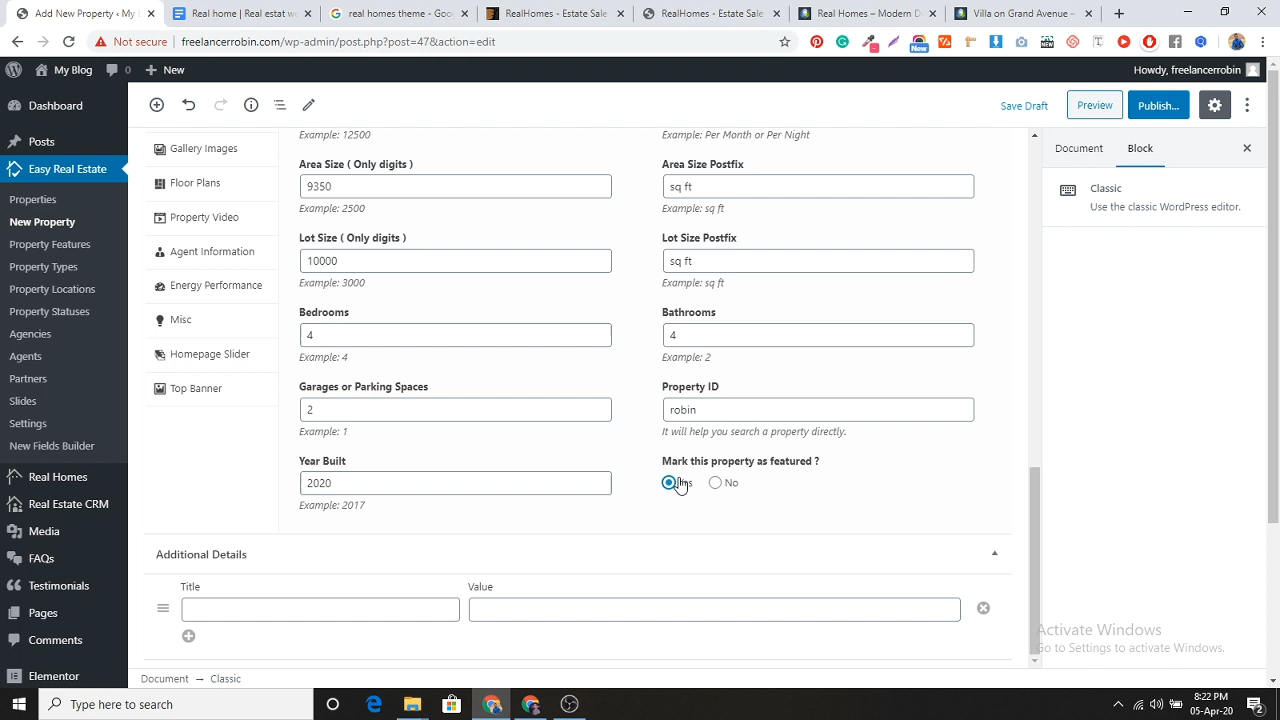 Add new property
Real home | Real estat we
real homes theme - Goog
RealHomes - Estate Sal
RealHomes - Estate Sale
Real Homes – Modern D
Villa on Grand Avenue –
Not secure
freelancerrobin.com/wp-admin/post.php?post=47&action=edit
New
NEW
My Blog
0
New
Howdy, freelancerrobin
Dashboard
Posts
Easy Real Estate
Properties
New Property
Property Features
Property Types
Property Locations
Property Statuses
Agencies
Agents
Partners
Slides
Settings
New Fields Builder
Real Homes
Real Estate CRM
Media
FAQs
Testimonials
Pages
Comments
Elementor
Save Draft
Preview
Publish...
Gallery Images
Floor Plans
Property Video
Agent Information
Energy Performance
Misc
Homepage Slider
Top Banner
Example: 12500
Example: Per Month or Per Night
Area Size ( Only digits )
Area Size Postfix
9350
sq ft
Example: 2500
Example: sq ft
Lot Size ( Only digits )
Lot Size Postfix
10000
sq ft
Example: 3000
Example: sq ft
Bedrooms
Bathrooms
4
4
Example: 4
Example: 2
Garages or Parking Spaces
Property ID
2
robin
Example: 1
It will help you search a property directly.
Year Built
Mark this property as featured ?
2020
No
Example: 2017
Additional Details
Title
Value
Document → Classic
Document
Block
Classic
Use the classic WordPress editor.
Activate Windows
Go to Settings to activate Windows.
Type here to search
8:22 PM
05-Apr-20
2